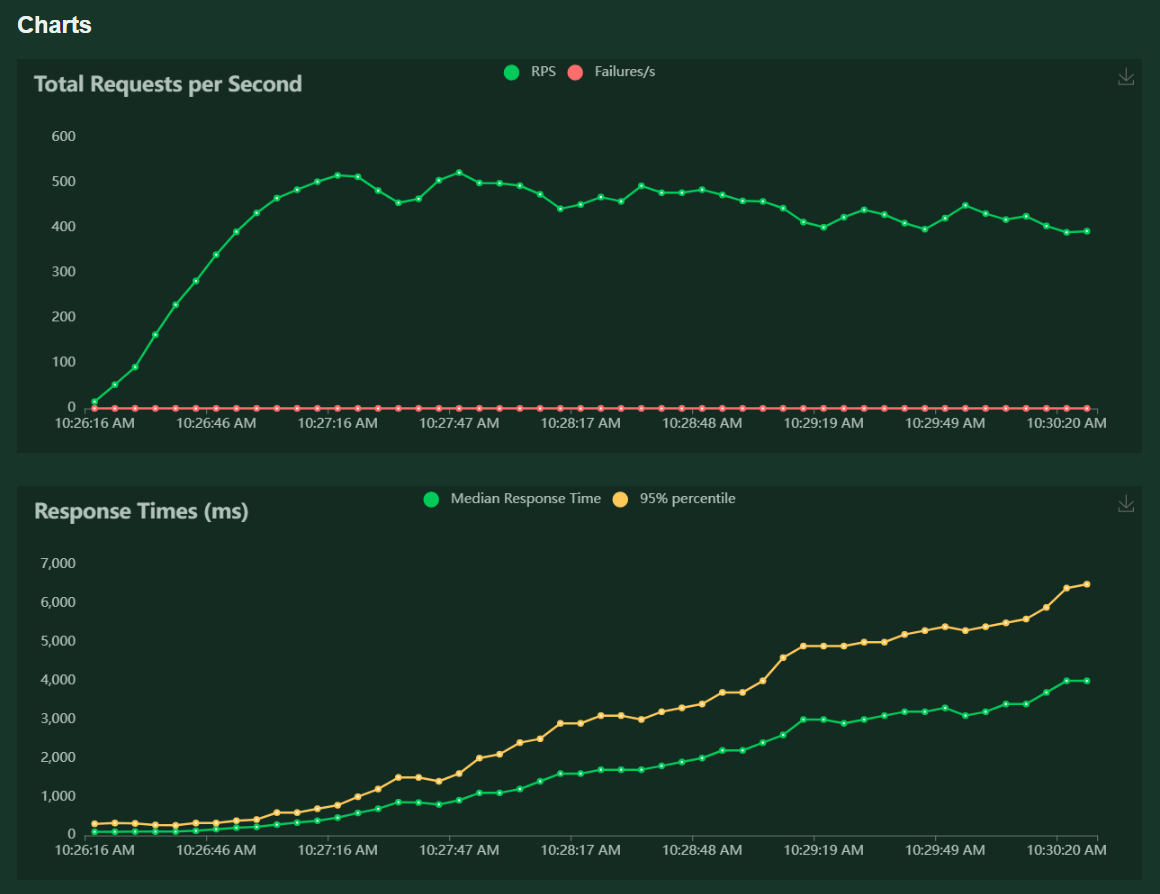 Charts
Total Requests per Second
RPS Failures/s
600
500
400
300
200
100
0
10:26:16 AM 10:26:46 AM 10:27:16 AM 10:27:47 AM 10:28:17 AM 10:28:48 AM 10:29:19 AM 10:29:49 AM 10:30:20 AM
Response Times (ms)
Median Response Time 95% percentile
7,000
6,000
5,000
4,000
3,000
2,000
1,000
0
10:26:16 AM 10:26:46 AM 10:27:16 AM 10:27:47 AM 10:28:17 AM 10:28:48 AM 10:29:19 AM 10:29:49 AM 10:30:20 AM